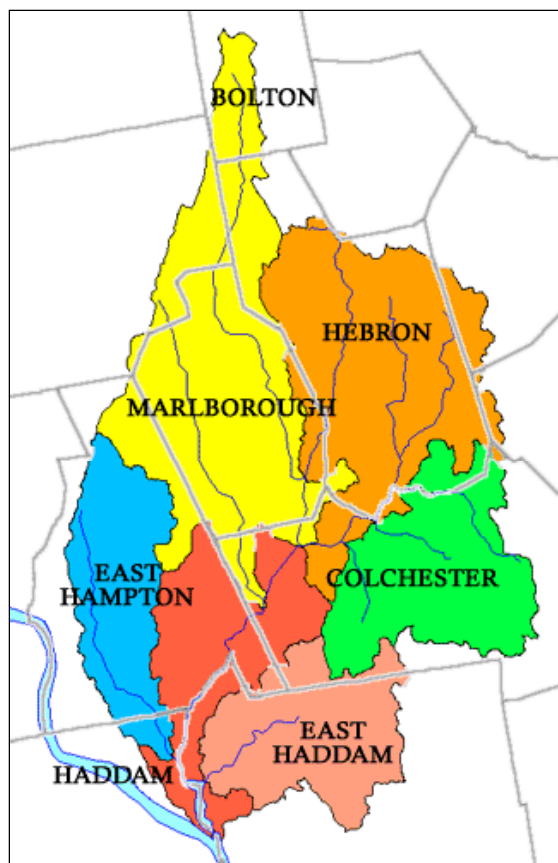 BOLTON
HEBRON
MARLBOROUGH
EAST
HAMPTON
COLCHESTER
EAST
HADDAM
HADDAM